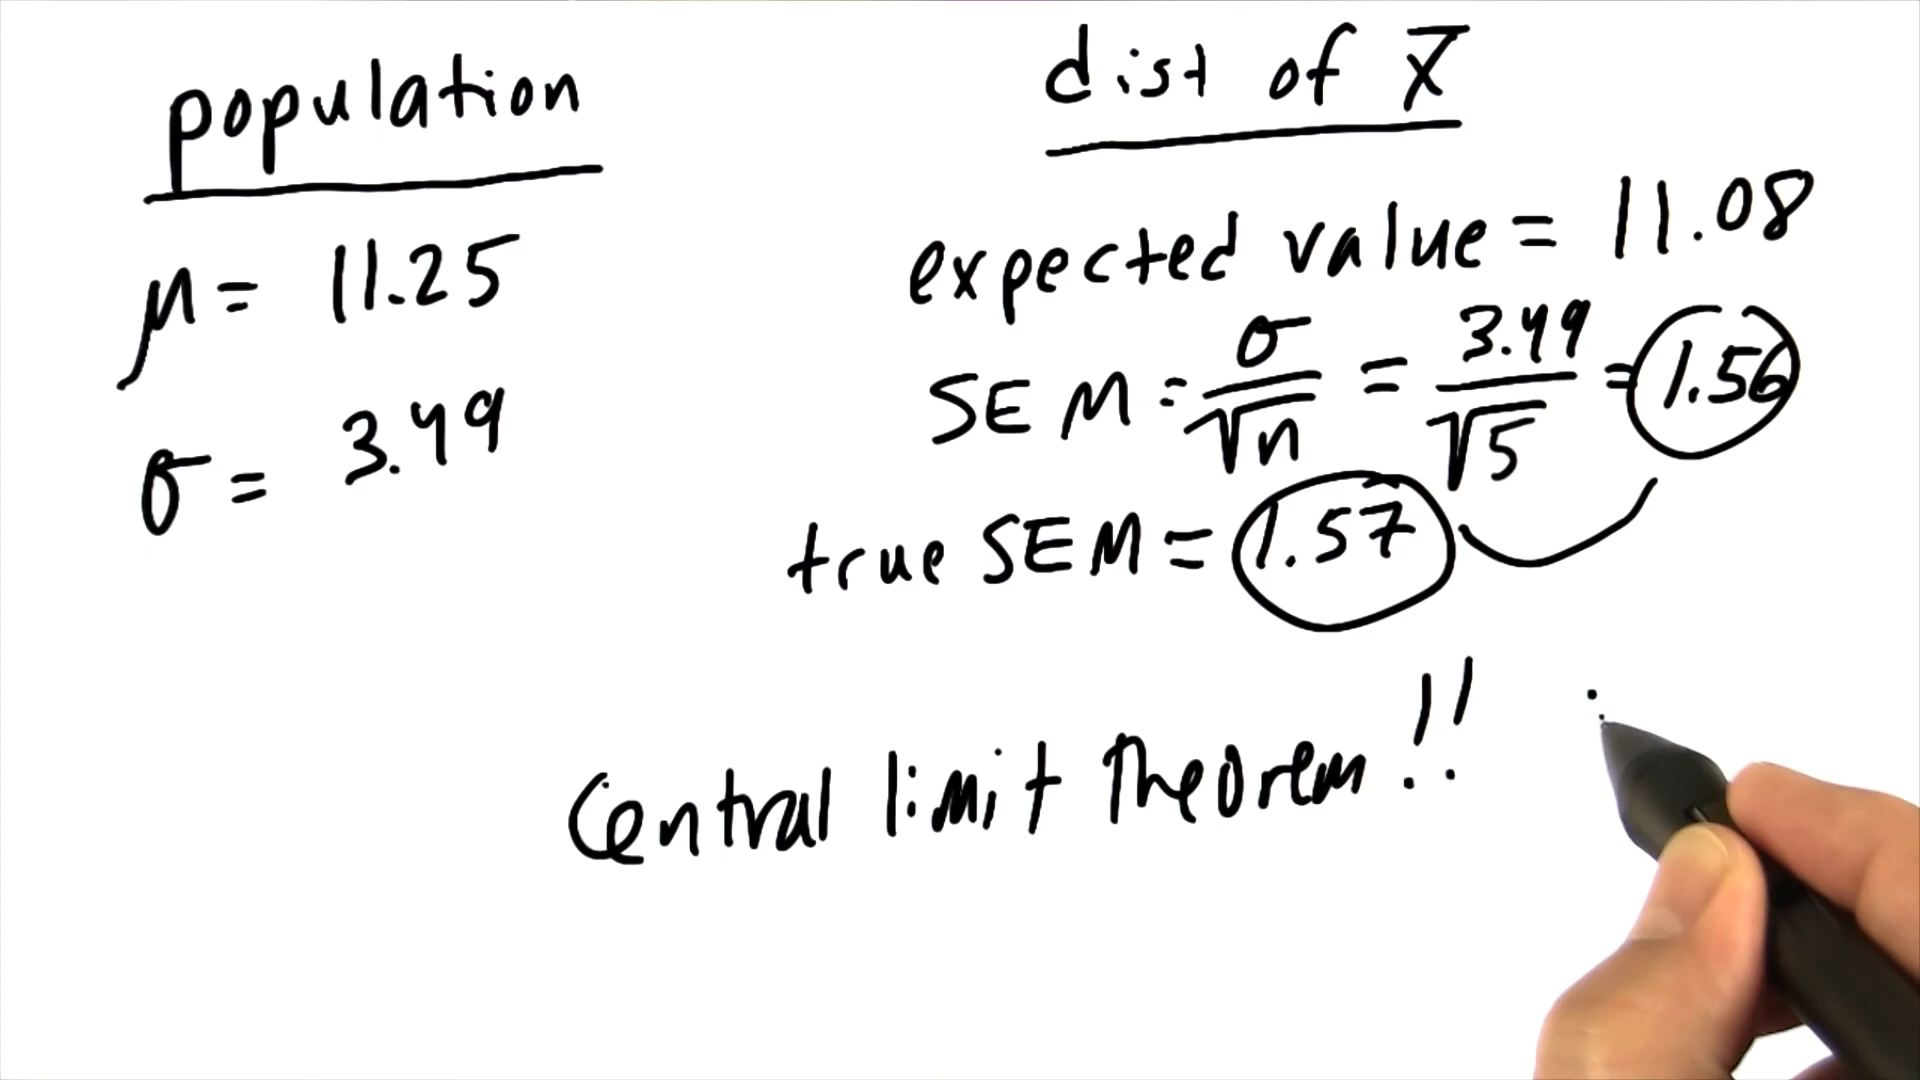 population
μ = 11.25
σ = 3.49
dist of x̄
expected value = 11.08
SEM = σ/√n = 3.49/√5 = 1.56
true SEM = 1.57
Central limit Theorem!!